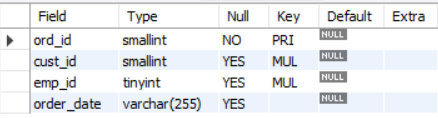 Field Type Null Key Default Extra
ord_id smallint NO PRI NULL
cust_id smallint YES MUL NULL
emp_id tinyint YES MUL NULL
order_date varchar(255) YES NULL